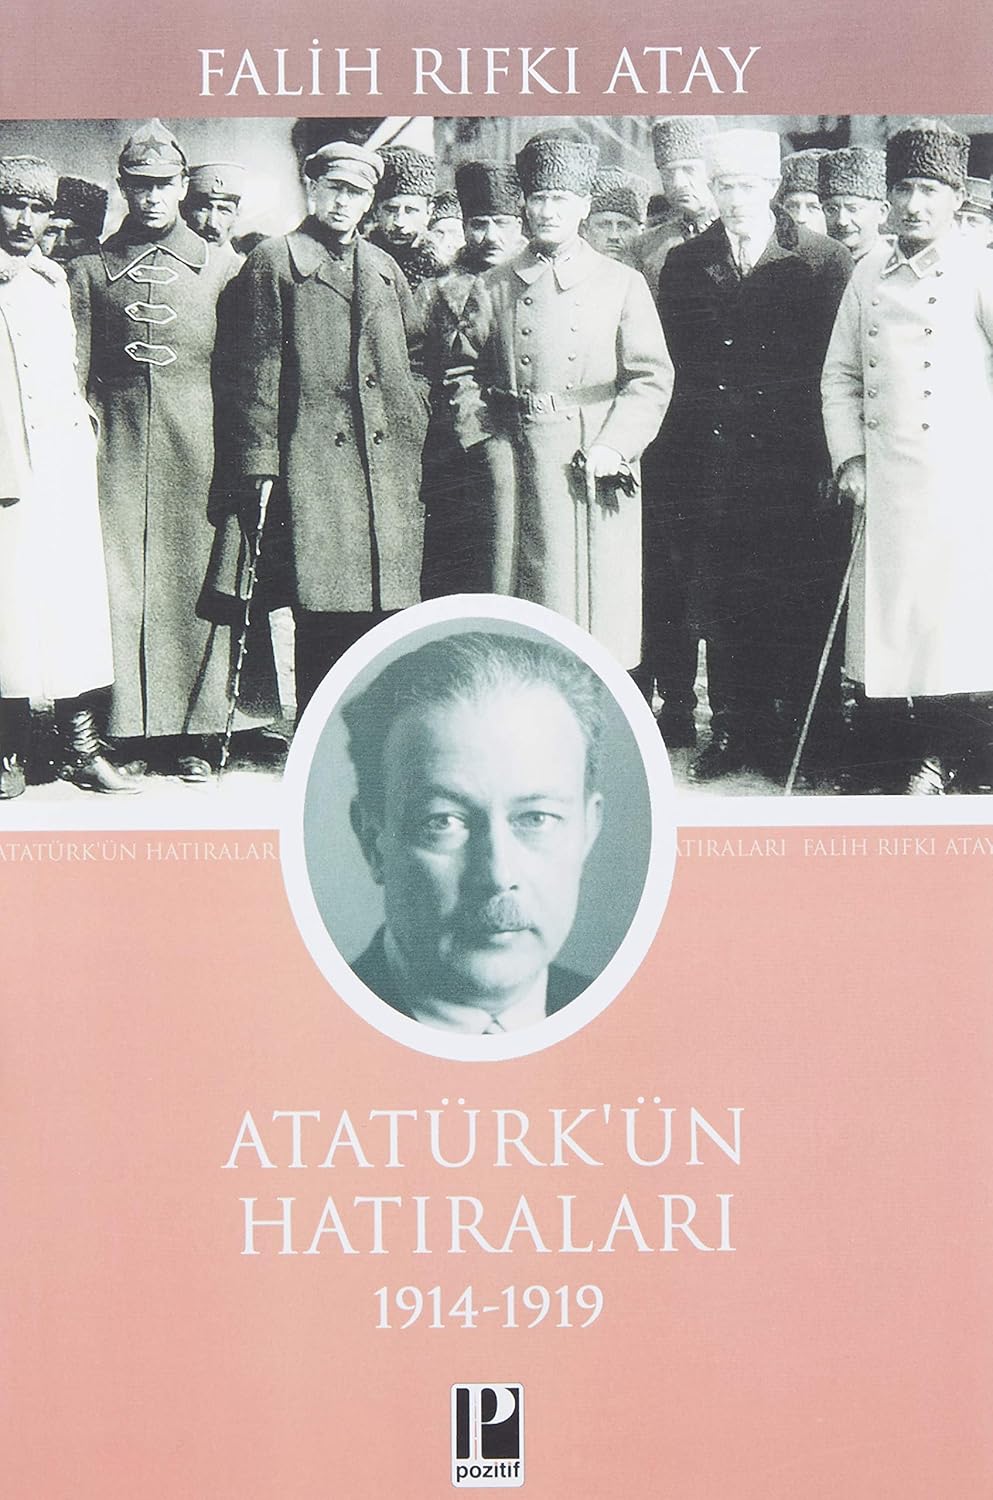 FALİH RIFKI ATAY
ATATÜRK'ÜN HATIRALARI
ATIRALARI FALİH RIFKI ATAY
ATATÜRK'ÜN
HATIRALARI
1914-1919
P
pozitif